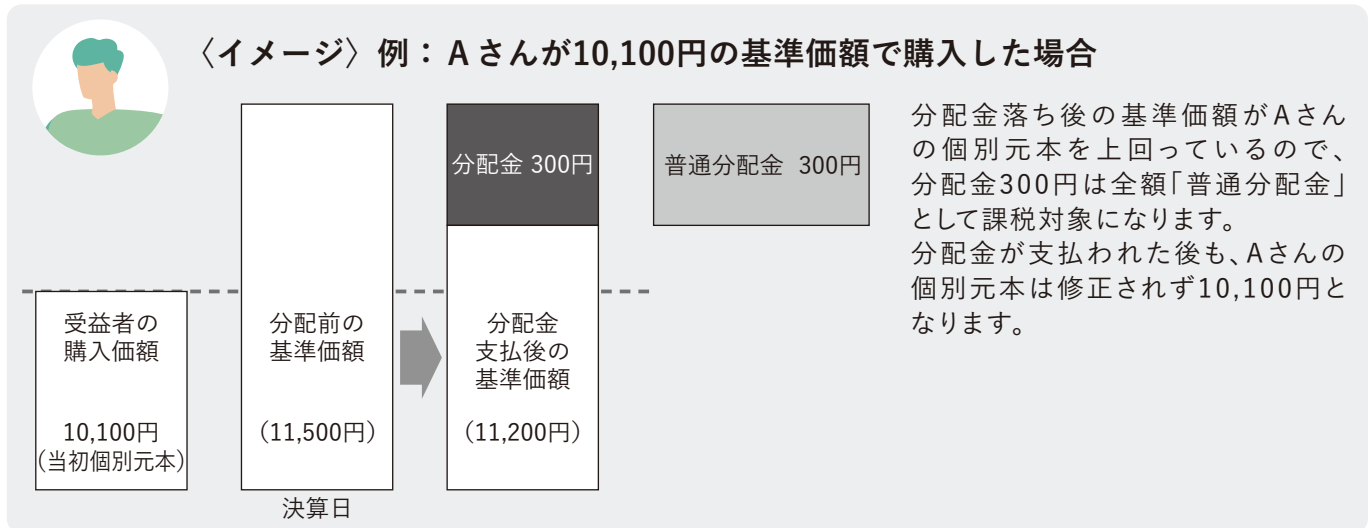 〈イメージ〉例：Aさんが10,100円の基準価額で購入した場合
受益者の
購入価額
10,100円
(当初個別元本)
分配前の
基準価額
(11,500円)
決算日
分配金 300円
分配金
支払後の
基準価額
(11,200円)
普通分配金 300円
分配金落ち後の基準価額がAさん
の個別元本を上回っているので、
分配金300円は全額「普通分配金」
として課税対象になります。
分配金が支払われた後も、Aさんの
個別元本は修正されず10,100円と
なります。